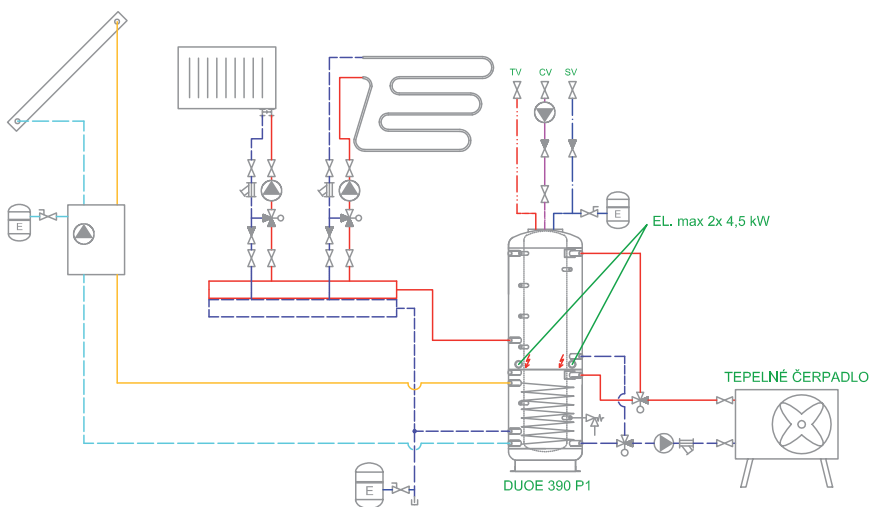 TV CV SV
E
E
EL. max 2x 4,5 kW
TEPELNÉ ČERPADLO
DUOE 390 P1
E